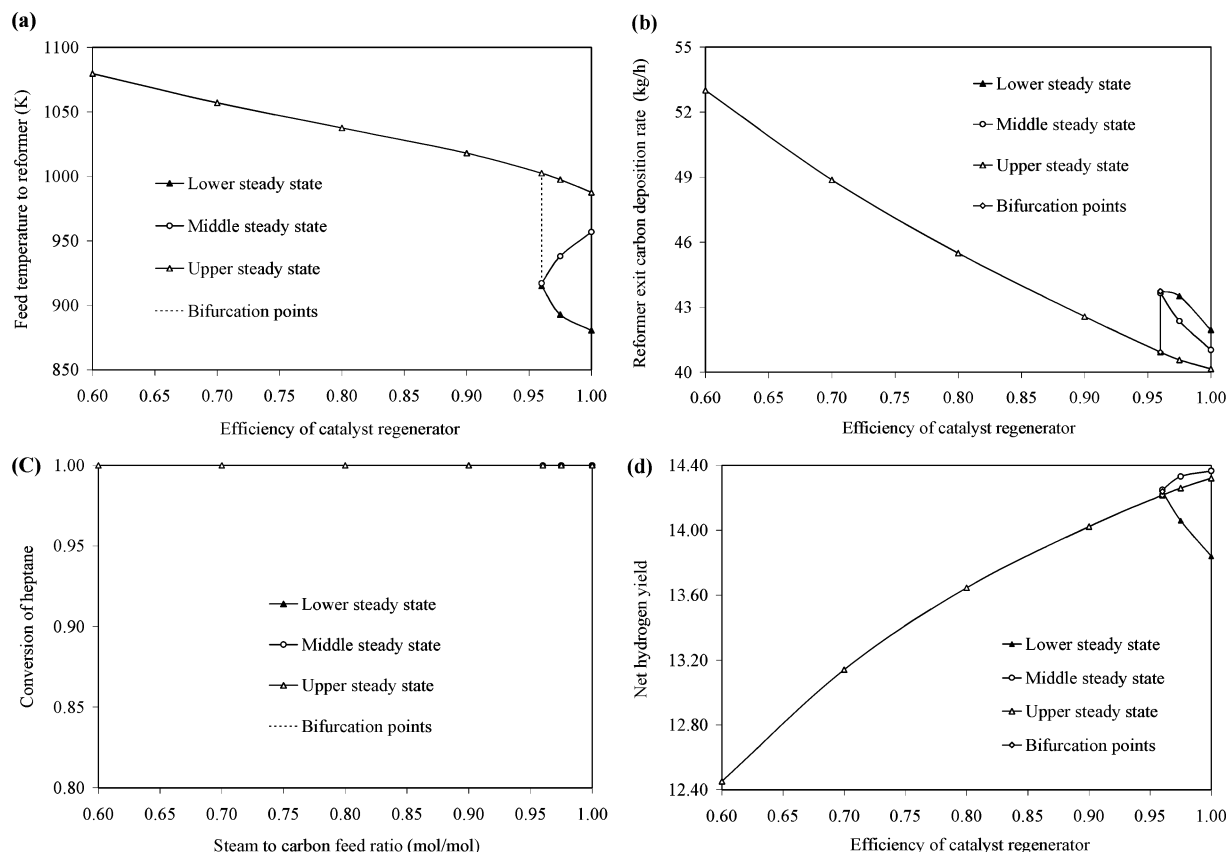 (a)
1100
1050
1000
950
900
850
Feed temperature to reformer (K)
Lower steady state
Middle steady state
Upper steady state
Bifurcation points
0.60 0.65 0.70 0.75 0.80 0.85 0.90 0.95 1.00
Efficiency of catalyst regenerator
(b)
55
52
49
46
43
40
Reformer exit carbon deposition rate (kg/h)
Lower steady state
Middle steady state
Upper steady state
Bifurcation points
0.60 0.65 0.70 0.75 0.80 0.85 0.90 0.95 1.00
Efficiency of catalyst regenerator
(C)
1.00
0.95
0.90
0.85
0.80
Conversion of heptane
Lower steady state
Middle steady state
Upper steady state
Bifurcation points
0.60 0.65 0.70 0.75 0.80 0.85 0.90 0.95 1.00
Steam to carbon feed ratio (mol/mol)
(d)
14.40
14.00
13.60
13.20
12.80
12.40
Net hydrogen yield
Lower steady state
Middle steady state
Upper steady state
Bifurcation points
0.60 0.65 0.70 0.75 0.80 0.85 0.90 0.95 1.00
Efficiency of catalyst regenerator